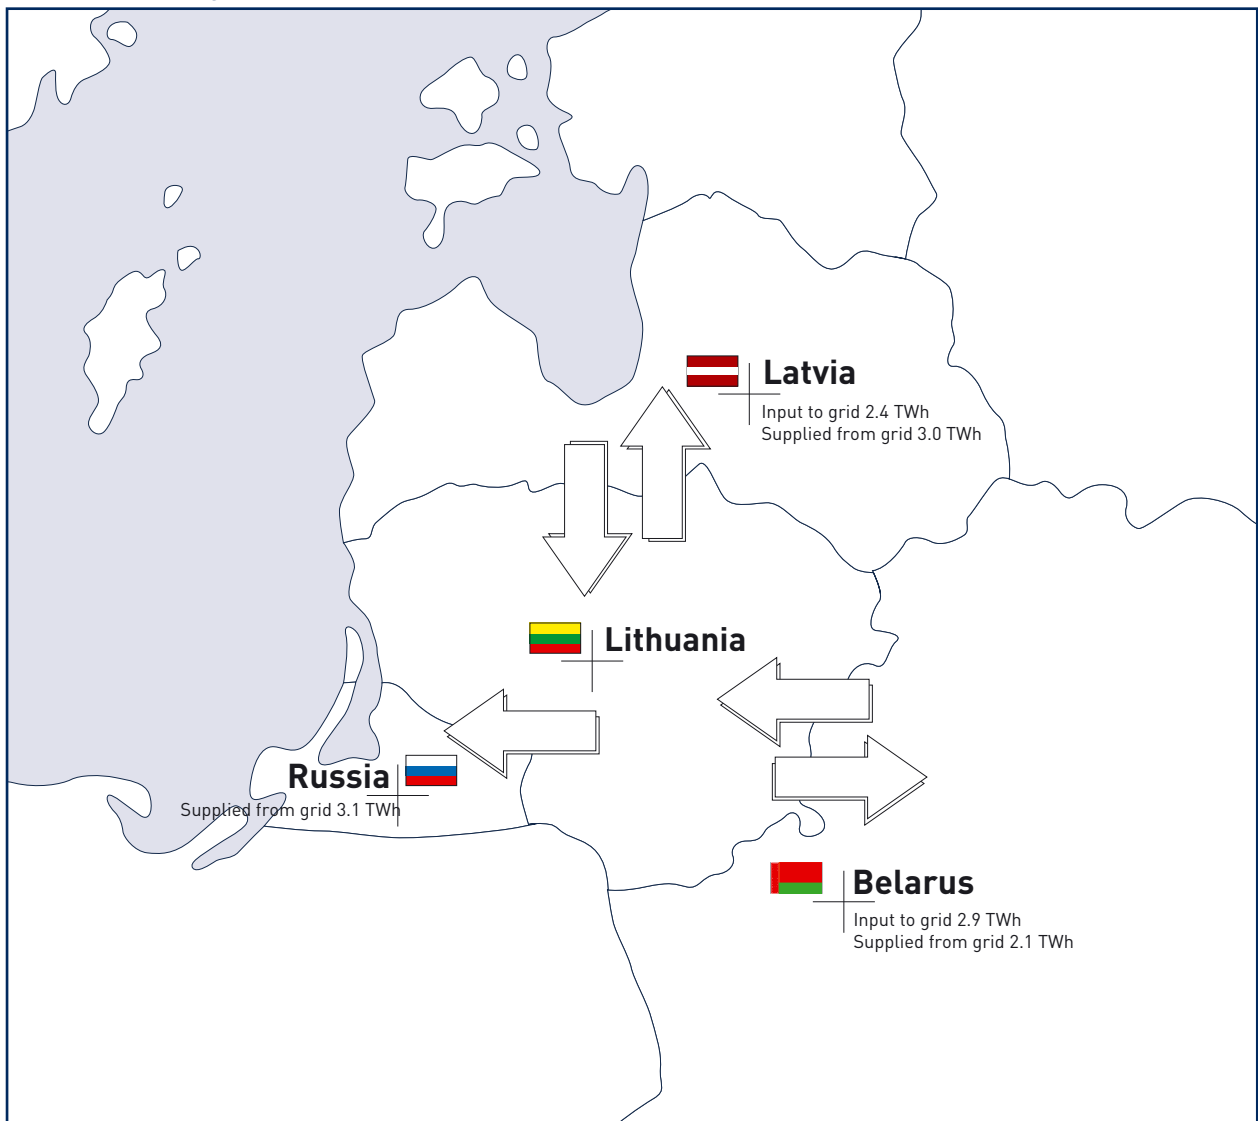 Latvia
Input to grid 2.4 TWh
Supplied from grid 3.0 TWh
Lithuania
Russia
Supplied from grid 3.1 TWh
Belarus
Input to grid 2.9 TWh
Supplied from grid 2.1 TWh